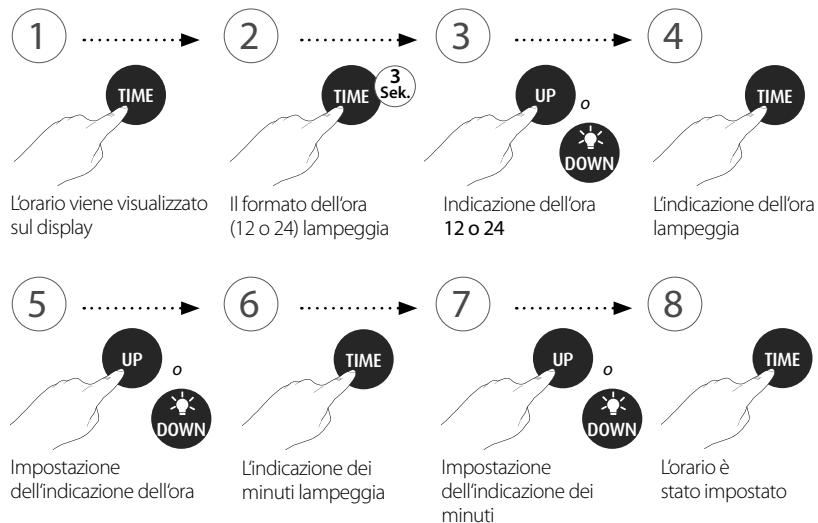 1
2
3
4
TIME
TIME
3
Sek.
UP
o
DOWN
TIME
L'orario viene visualizzato
sul display
Il formato dell'ora
(12 o 24) lampeggia
Indicazione dell'ora
12 o 24
L'indicazione dell'ora
lampeggia
5
6
7
8
UP
o
DOWN
TIME
UP
o
DOWN
TIME
Impostazione
dell'indicazione dell'ora
L'indicazione dei
minuti lampeggia
Impostazione
dell'indicazione dei
minuti
L'orario è
stato impostato